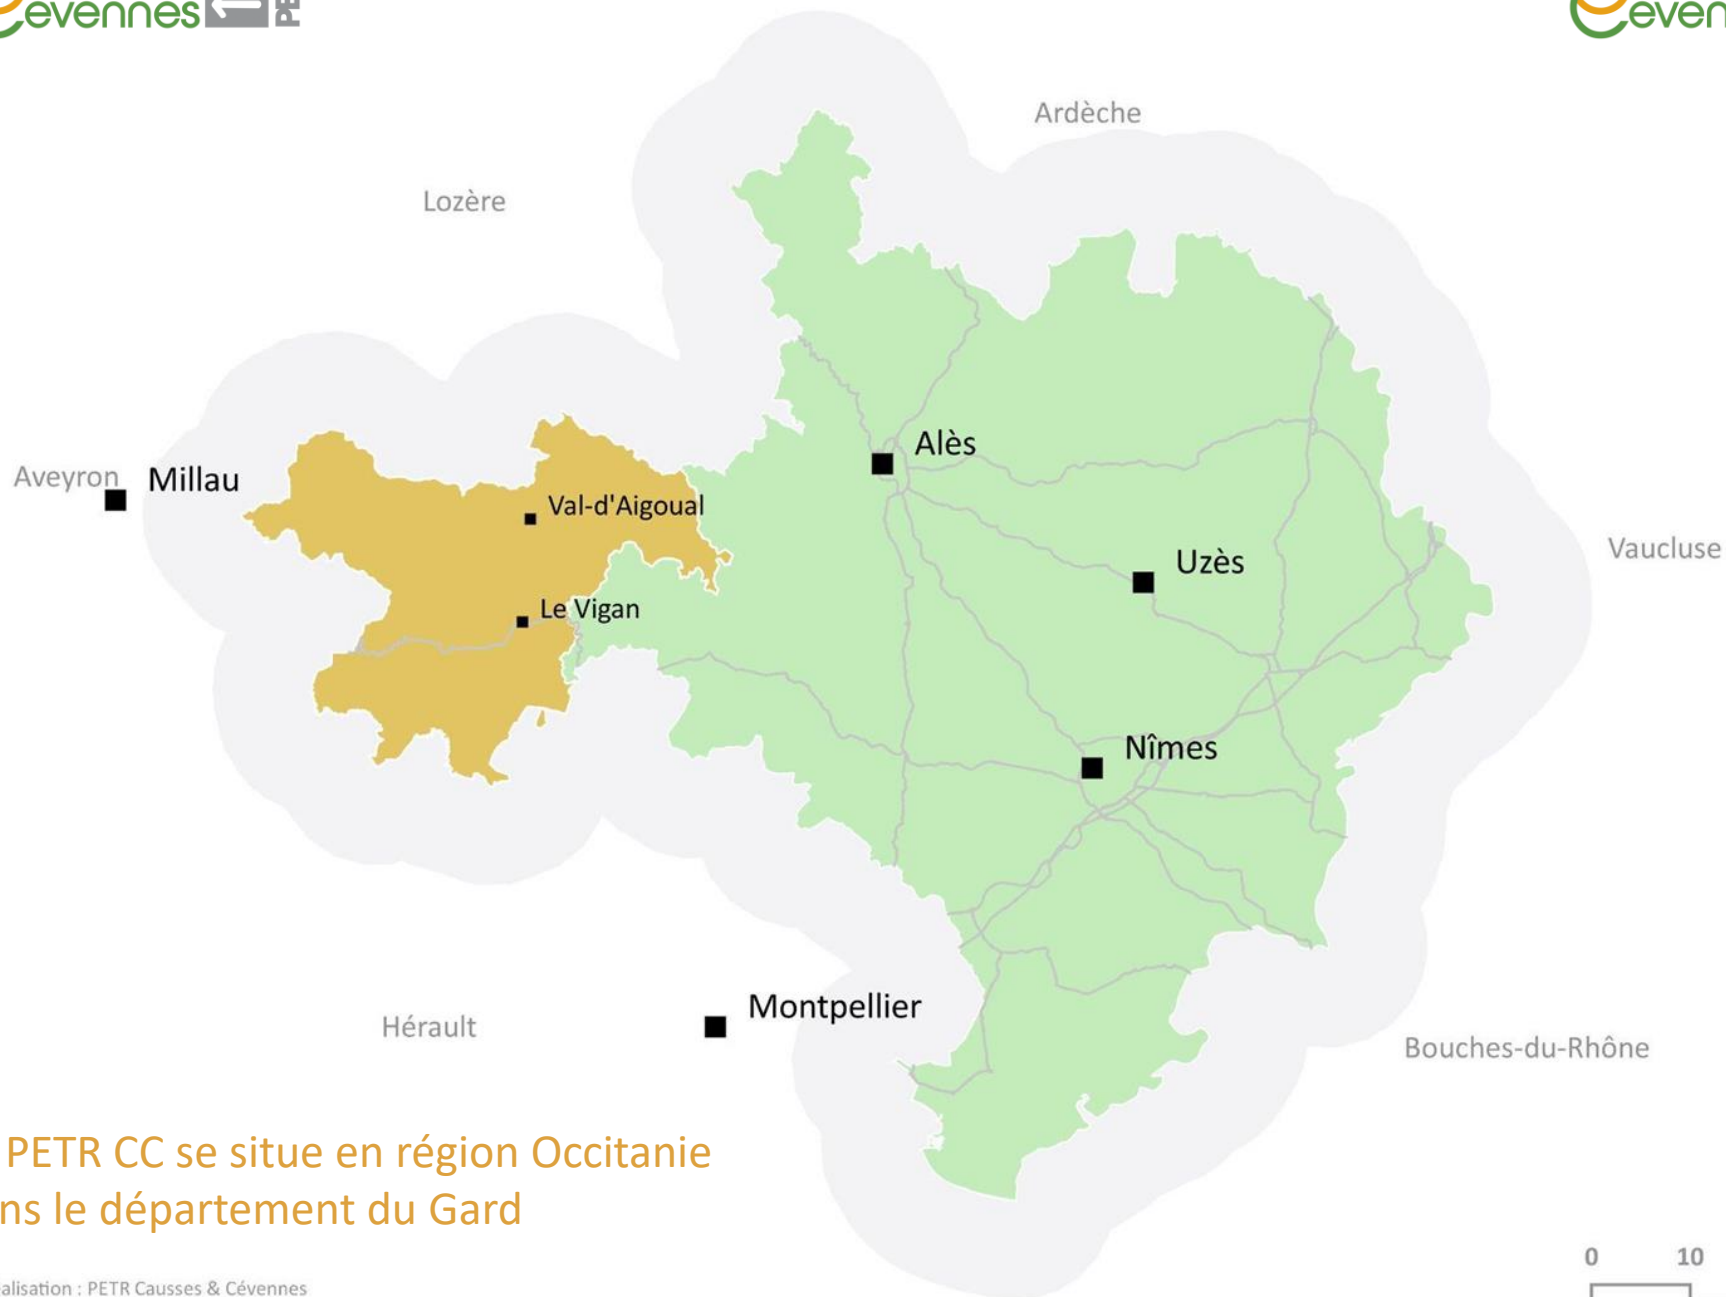 Cevennes
Ardèche
Lozère
Alès
Aveyron
Millau
Val-d'Aigoual
Vaucluse
Uzès
Le Vigan
Nîmes
Montpellier
Hérault
Bouches-du-Rhône
PETR CC se situe en région Occitanie
ns le département du Gard
0 10
alisation : PETR Causses & Cévennes